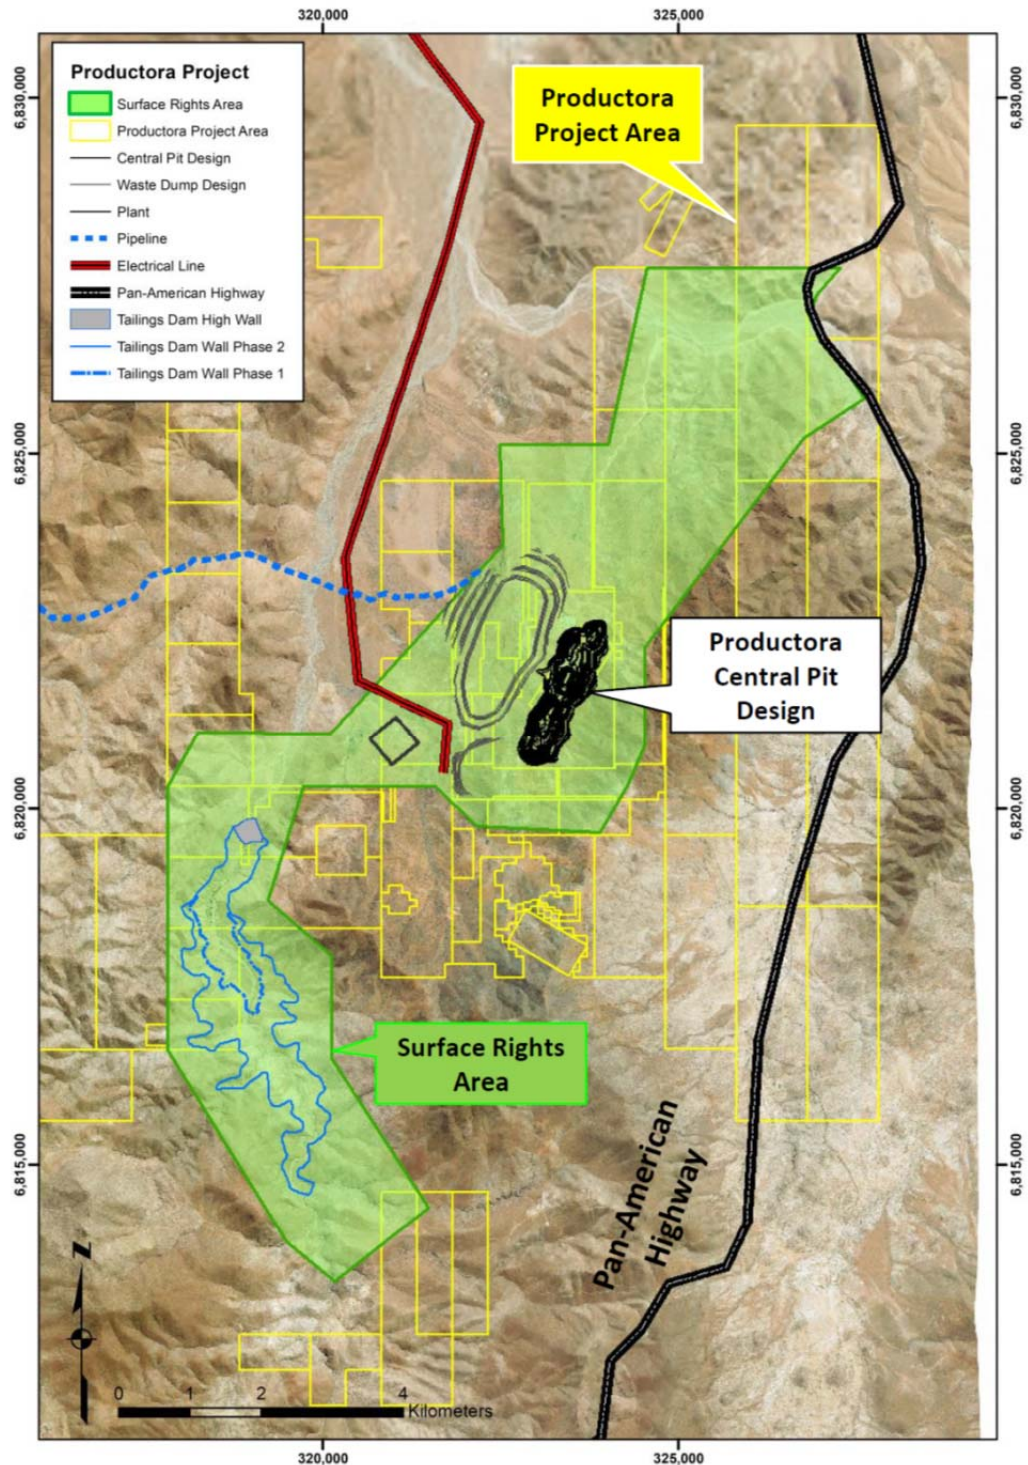 320,000
325,000
6,830,000
6,830,000
Productora Project
Surface Rights Area
Productora Project Area
Central Pit Design
Waste Dump Design
Plant
Pipeline
Electrical Line
Pan-American Highway
Tailings Dam High Wall
Tailings Dam Wall Phase 2
Tailings Dam Wall Phase 1
Productora
Project Area
6,825,000
6,825,000
Productora
Central Pit
Design
6,820,000
6,820,000
Surface Rights
Area
6,815,000
6,815,000
Pan-American
Highway
N
0 1 2 4
Kilometers
320,000
325,000